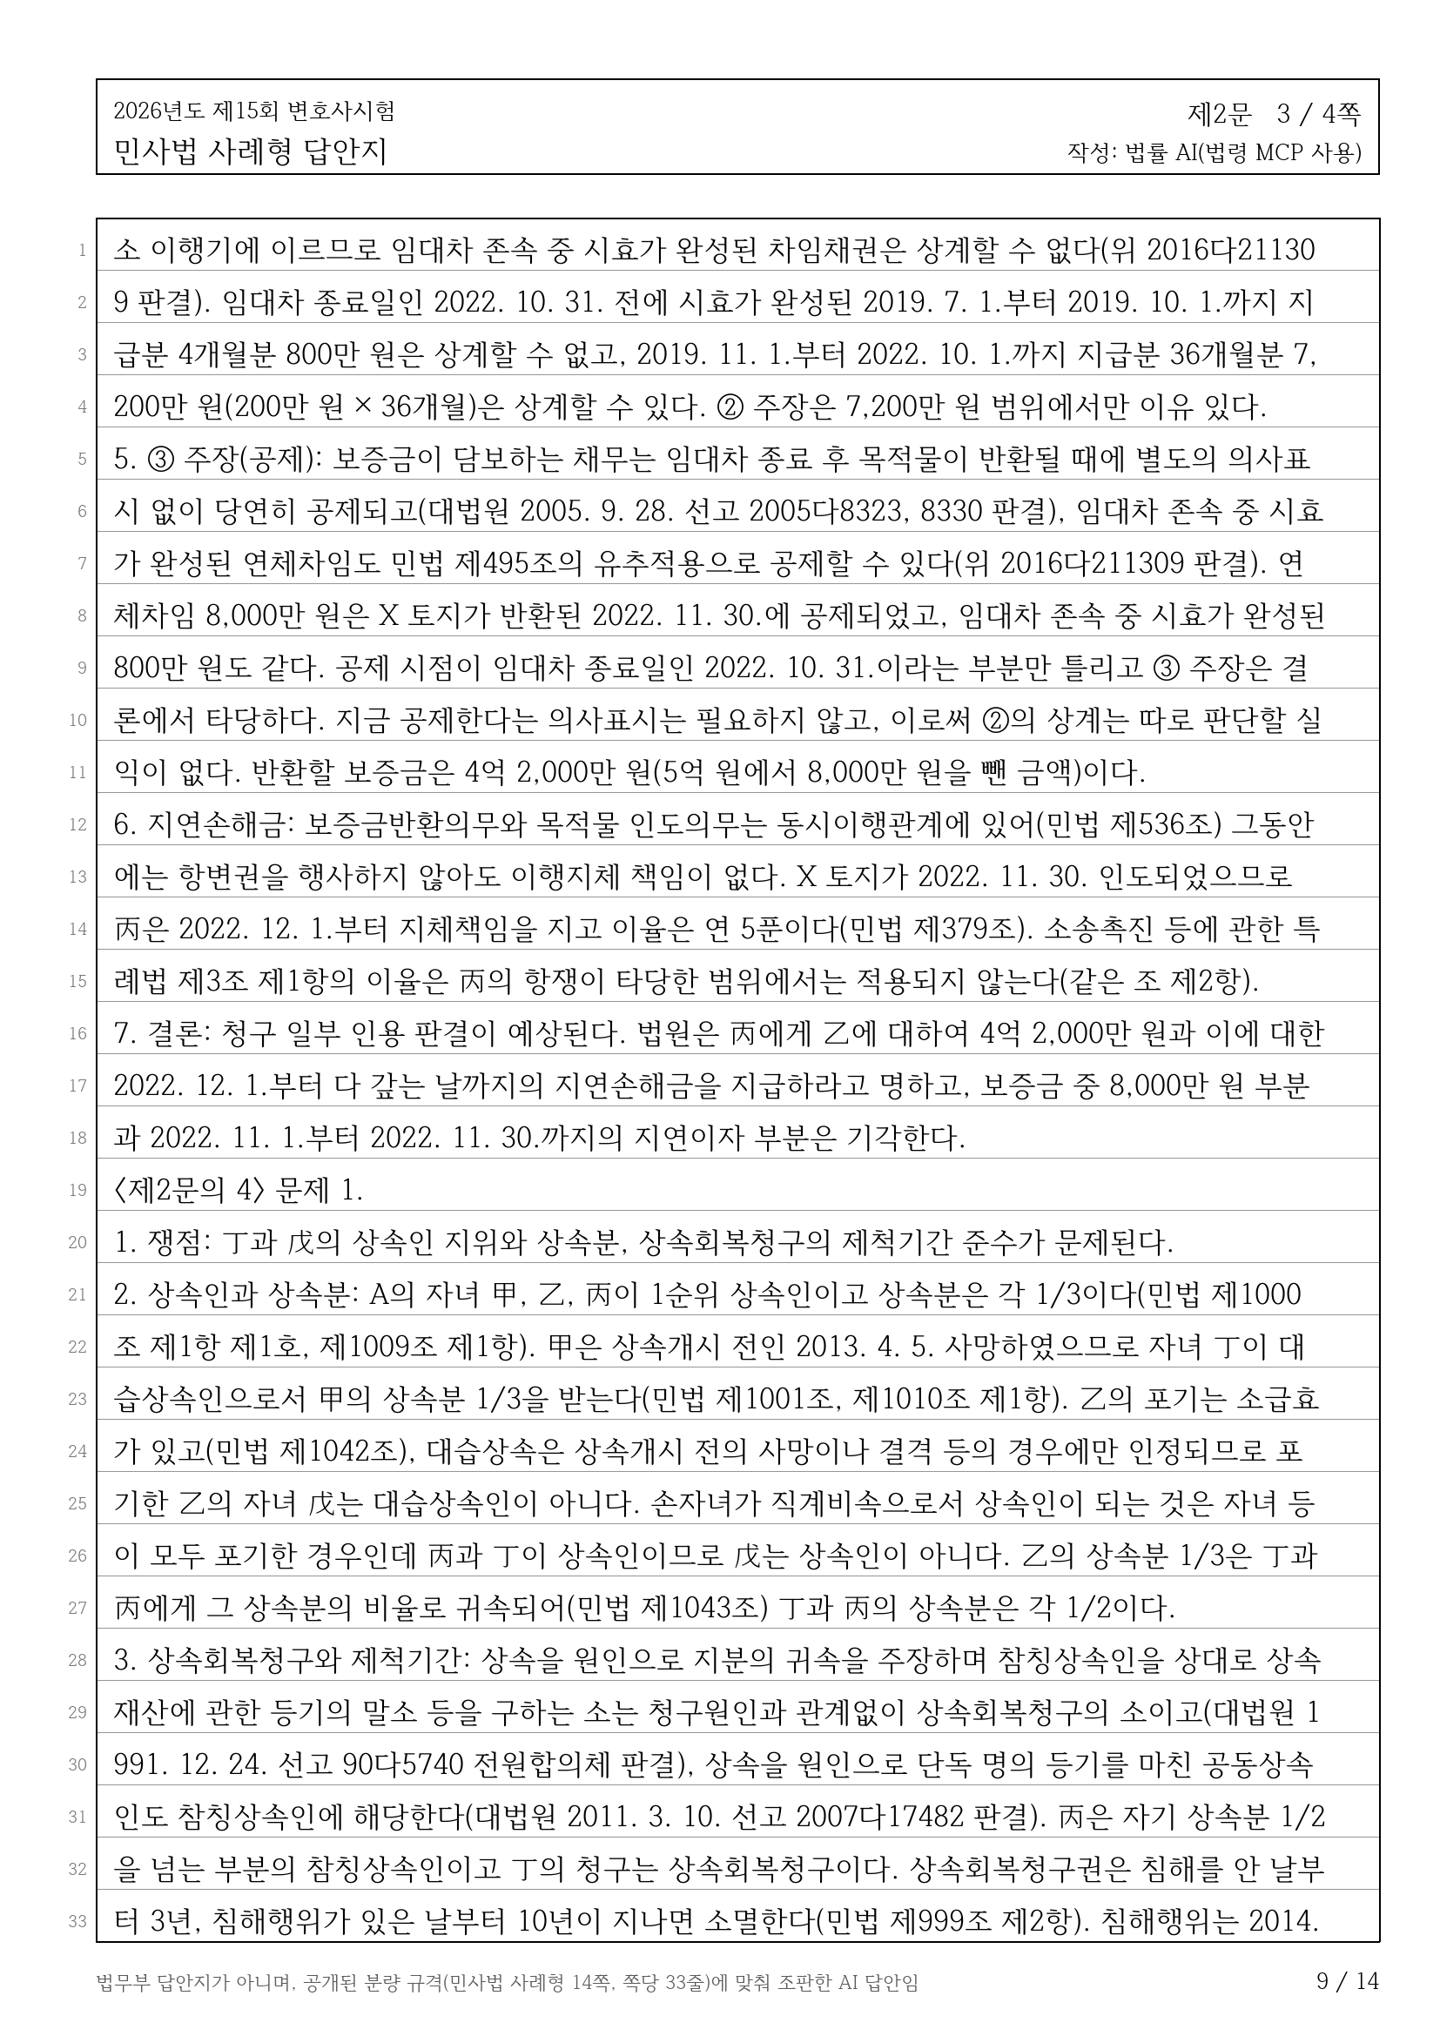 2026년도 제15회 변호사시험
민사법 사례형 답안지
제2문 3 / 4쪽
작성: 법률 AI(법령 MCP 사용)
1 소 이행기에 이르므로 임대차 존속 중 시효가 완성된 차임채권은 상계할 수 없다(위 2016다21130
2 9 판결). 임대차 종료일인 2022. 10. 31. 전에 시효가 완성된 2019. 7. 1.부터 2019. 10. 1.까지 지
3 급분 4개월분 800만 원은 상계할 수 없고, 2019. 11. 1.부터 2022. 10. 1.까지 지급분 36개월분 7,
4 200만 원(200만 원 × 36개월)은 상계할 수 있다. ② 주장은 7,200만 원 범위에서만 이유 있다.
5 5. ③ 주장(공제): 보증금이 담보하는 채무는 임대차 종료 후 목적물이 반환될 때에 별도의 의사표
6 시 없이 당연히 공제되고(대법원 2005. 9. 28. 선고 2005다8323, 8330 판결), 임대차 존속 중 시효
7 가 완성된 연체차임도 민법 제495조의 유추적용으로 공제할 수 있다(위 2016다211309 판결). 연
8 체차임 8,000만 원은 X 토지가 반환된 2022. 11. 30.에 공제되었고, 임대차 존속 중 시효가 완성된
9 800만 원도 같다. 공제 시점이 임대차 종료일인 2022. 10. 31.이라는 부분만 틀리고 ③ 주장은 결
10 론에서 타당하다. 지금 공제한다는 의사표시는 필요하지 않고, 이로써 ②의 상계는 따로 판단할 실
11 익이 없다. 반환할 보증금은 4억 2,000만 원(5억 원에서 8,000만 원을 뺀 금액)이다.
12 6. 지연손해금: 보증금반환의무와 목적물 인도의무는 동시이행관계에 있어(민법 제536조) 그동안
13 에는 항변권을 행사하지 않아도 이행지체 책임이 없다. X 토지가 2022. 11. 30. 인도되었으므로
14 丙은 2022. 12. 1.부터 지체책임을 지고 이율은 연 5푼이다(민법 제379조). 소송촉진 등에 관한 특
15 례법 제3조 제1항의 이율은 丙의 항쟁이 타당한 범위에서는 적용되지 않는다(같은 조 제2항).
16 7. 결론: 청구 일부 인용 판결이 예상된다. 법원은 丙에게 乙에 대하여 4억 2,000만 원과 이에 대한
17 2022. 12. 1.부터 다 갚는 날까지의 지연손해금을 지급하라고 명하고, 보증금 중 8,000만 원 부분
18 과 2022. 11. 1.부터 2022. 11. 30.까지의 지연이자 부분은 기각한다.
19 〈제2문의 4〉 문제 1.
20 1. 쟁점: 丁과 戊의 상속인 지위와 상속분, 상속회복청구의 제척기간 준수가 문제된다.
21 2. 상속인과 상속분: A의 자녀 甲, 乙, 丙이 1순위 상속인이고 상속분은 각 1/3이다(민법 제1000
22 조 제1항 제1호, 제1009조 제1항). 甲은 상속개시 전인 2013. 4. 5. 사망하였으므로 자녀 丁이 대
23 습상속인으로서 甲의 상속분 1/3을 받는다(민법 제1001조, 제1010조 제1항). 乙의 포기는 소급효
24 가 있고(민법 제1042조), 대습상속은 상속개시 전의 사망이나 결격 등의 경우에만 인정되므로 포
25 기한 乙의 자녀 戊는 대습상속인이 아니다. 손자녀가 직계비속으로서 상속인이 되는 것은 자녀 등
26 이 모두 포기한 경우인데 丙과 丁이 상속인이므로 戊는 상속인이 아니다. 乙의 상속분 1/3은 丁과
27 丙에게 그 상속분의 비율로 귀속되어(민법 제1043조) 丁과 丙의 상속분은 각 1/2이다.
28 3. 상속회복청구와 제척기간: 상속을 원인으로 지분의 귀속을 주장하며 참칭상속인을 상대로 상속
29 재산에 관한 등기의 말소 등을 구하는 소는 청구원인과 관계없이 상속회복청구의 소이고(대법원 1
30 991. 12. 24. 선고 90다5740 전원합의체 판결), 상속을 원인으로 단독 명의 등기를 마친 공동상속
31 인도 참칭상속인에 해당한다(대법원 2011. 3. 10. 선고 2007다17482 판결). 丙은 자기 상속분 1/2
32 을 넘는 부분의 참칭상속인이고 丁의 청구는 상속회복청구이다. 상속회복청구권은 침해를 안 날부
33 터 3년, 침해행위가 있은 날부터 10년이 지나면 소멸한다(민법 제999조 제2항). 침해행위는 2014.
법무부 답안지가 아니며, 공개된 분량 규격(민사법 사례형 14쪽, 쪽당 33줄)에 맞춰 조판한 AI 답안임
9 / 14